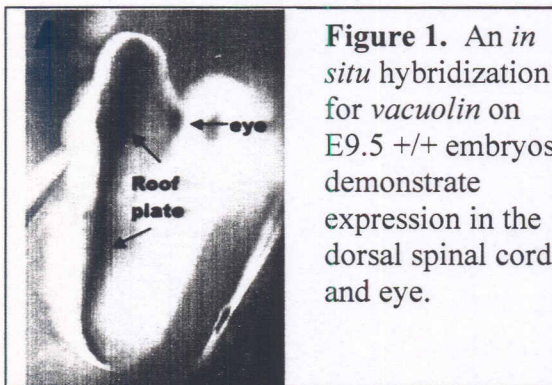 eye
Roof
plate
Figure 1. An in
situ hybridization
for vacuolin on
E9.5 +/+ embryos
demonstrate
expression in the
dorsal spinal cord
and eye.